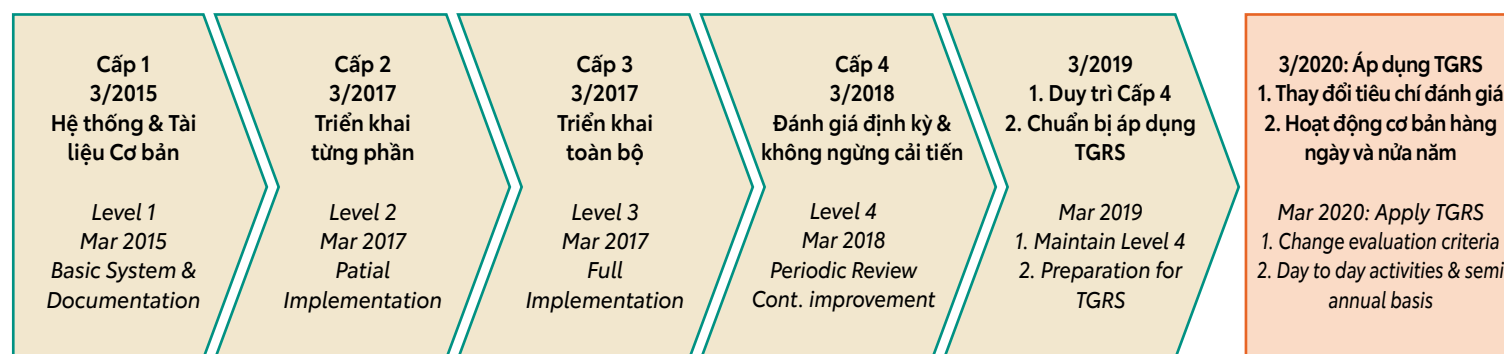 Cấp 1
3/2015
Hệ thống & Tài
liệu Cơ bản
Level 1
Mar 2015
Basic System &
Documentation
Cấp 2
3/2017
Triển khai
từng phần
Level 2
Mar 2017
Patial
Implementation
Cấp 3
3/2017
Triển khai
toàn bộ
Level 3
Mar 2017
Full
Implementation
Cấp 4
3/2018
Đánh giá định kỳ &
không ngừng cải tiến
Level 4
Mar 2018
Periodic Review
Cont. improvement
3/2019
1. Duy trì Cấp 4
2. Chuẩn bị áp dụng
TGRS
Mar 2019
1. Maintain Level 4
2. Preparation for
TGRS
3/2020: Áp dụng TGRS
1. Thay đổi tiêu chí đánh giá
2. Hoạt động cơ bản hàng
ngày và nửa năm
Mar 2020: Apply TGRS
1. Change evaluation criteria
2. Day to day activities & semi
annual basis